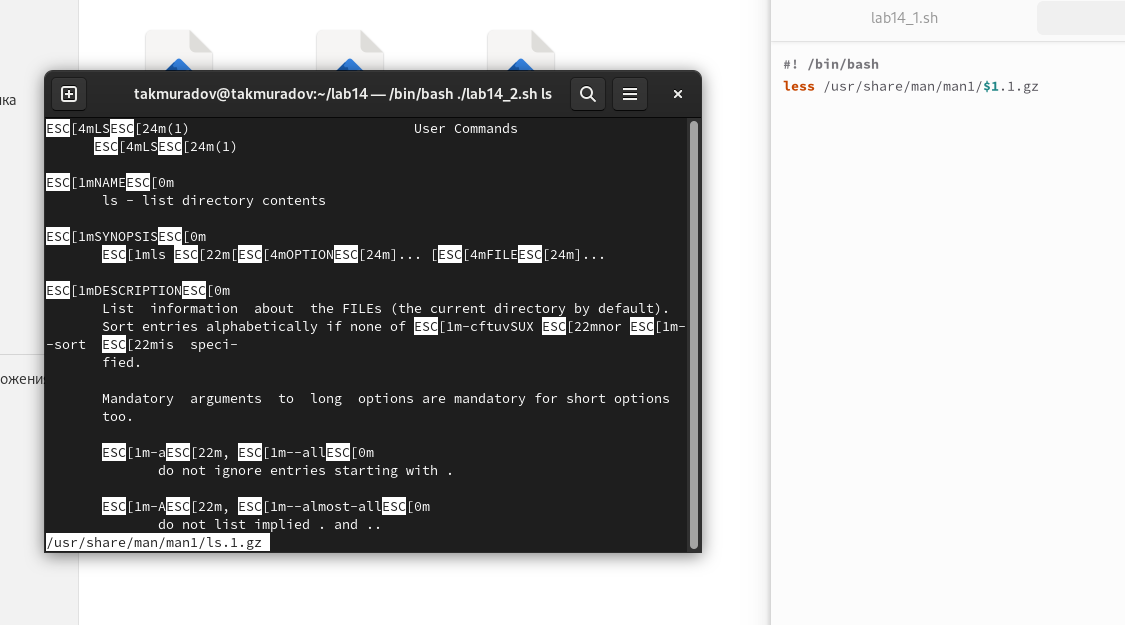 ка
ожения
takmuradov@takmuradov:~/lab14 — /bin/bash ./lab14_2.sh ls
ESC[4mLSESC[24m(1)                            User Commands
      ESC[4mLSESC[24m(1)
ESC[1mNAMEESC[0m
       ls - list directory contents
ESC[1mSYNOPSISESC[0m
       ESC[1mls ESC[22m[ESC[4mOPTIONESC[24m]... [ESC[4mFILEESC[24m]...
ESC[1mDESCRIPTIONESC[0m
       List  information  about  the FILEs (the current directory by default).
       Sort entries alphabetically if none of ESC[1m-cftuvSUX ESC[22mnor ESC[1m-
-sort  ESC[22mis  speci-
       fied.
       Mandatory  arguments  to  long  options are mandatory for short options
       too.
       ESC[1m-aESC[22m, ESC[1m--allESC[0m
              do not ignore entries starting with .
       ESC[1m-AESC[22m, ESC[1m--almost-allESC[0m
              do not list implied . and ..
/usr/share/man/man1/ls.1.gz
lab14_1.sh
#! /bin/bash
less /usr/share/man/man1/$1.1.gz